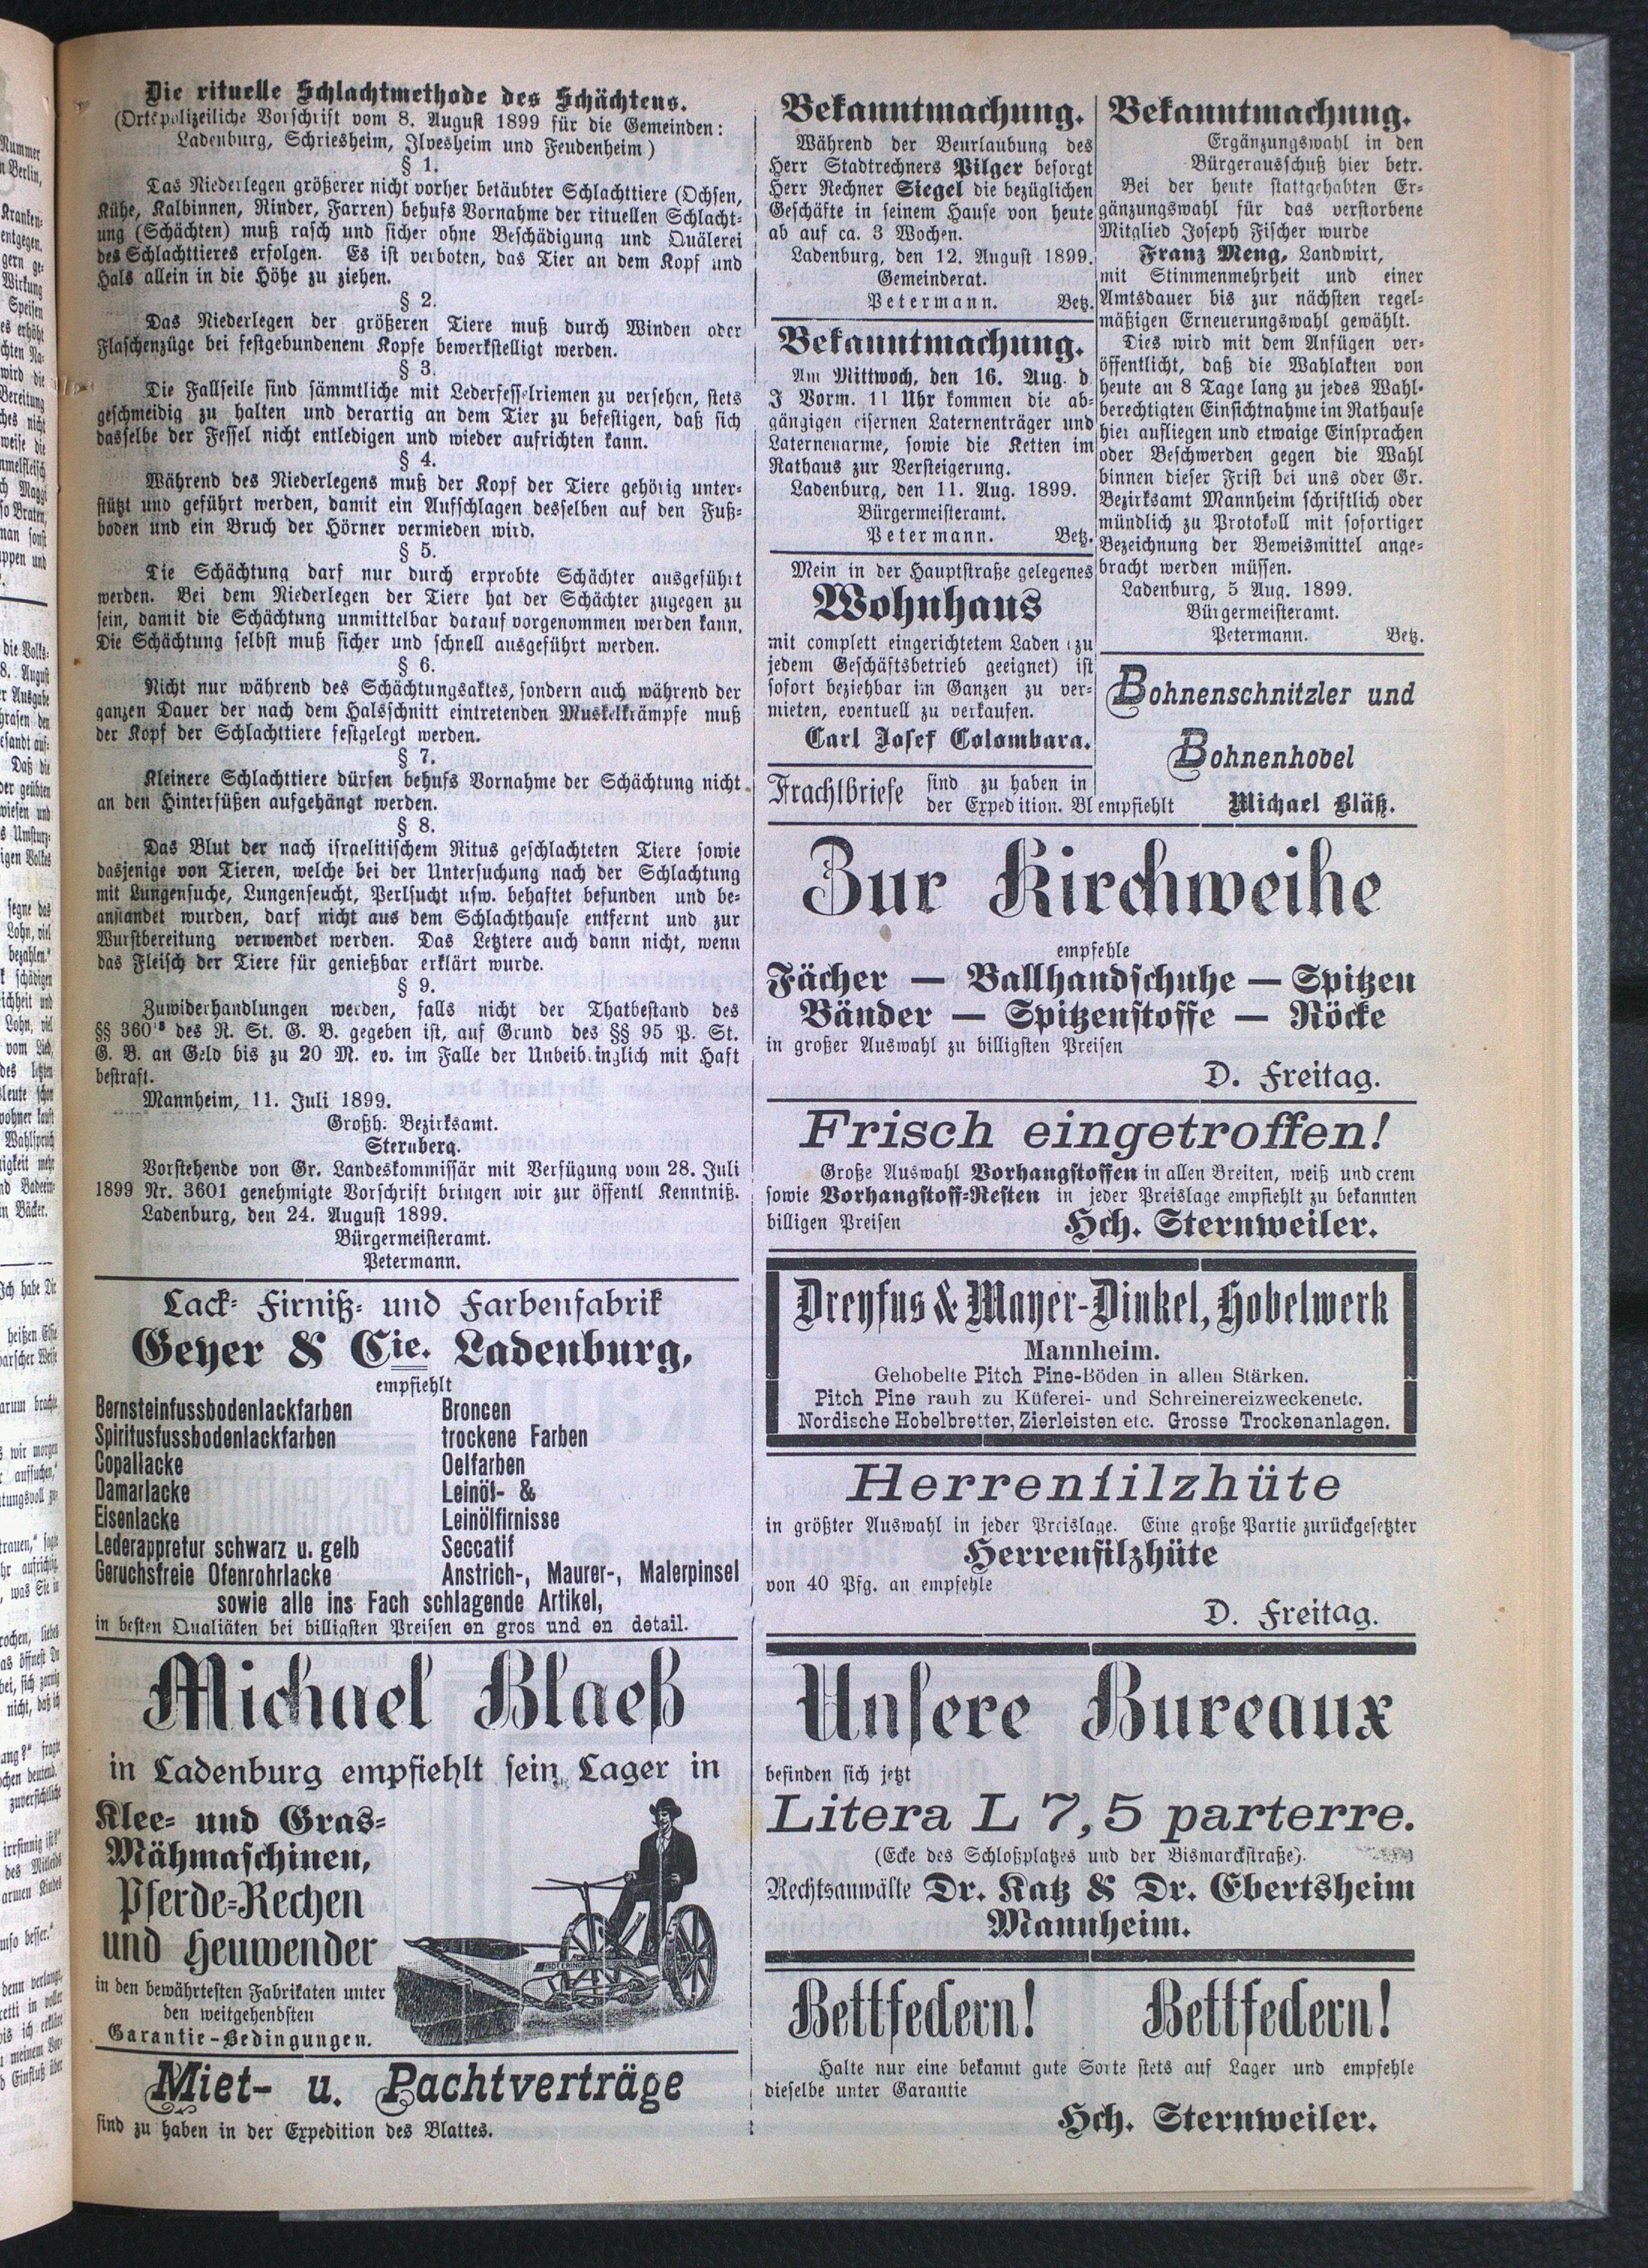 Die rituelle Schlachtmethode des Schächtens.
(Ortspolizeiliche Vorschrift vom 8. August 1899 für die Gemeinden:
Ladenburg, Schriesheim, Ilvesheim und Feudenheim)
§ 1.
Das Niederlegen größerer nicht vorher betäubter Schlachttiere (Ochsen,
Kühe, Kalbinnen, Rinder, Farren) behufs Vornahme der rituellen Schlacht-
ung (Schächten) muß rasch und sicher ohne Beschädigung und Quälerei
des Schlachttieres erfolgen. Es ist verboten, das Tier an dem Kopf und
Hals allein in die Höhe zu ziehen.
§ 2.
Das Niederlegen der größeren Tiere muß durch Winden oder
Flaschenzüge bei festgebundenem Kopfe bewerkstelligt werden.
§ 3.
Die Fallseile sind sämmtliche mit Lederfesselriemen zu versehen, stets
geschmeidig zu halten und derartig an dem Tier zu befestigen, daß sich
dasselbe der Fessel nicht entledigen und wieder aufrichten kann.
§ 4.
Während des Niederlegens muß der Kopf der Tiere gehörig unter-
stützt und geführt werden, damit ein Aufschlagen desselben auf den Fuß-
boden und ein Bruch der Hörner vermieden wird.
§ 5.
Die Schächtung darf nur durch erprobte Schächter ausgeführt
werden. Bei dem Niederlegen der Tiere hat der Schächter zugegen zu
sein, damit die Schächtung unmittelbar darauf vorgenommen werden kann.
Die Schächtung selbst muß sicher und schnell ausgeführt werden.
§ 6.
Nicht nur während des Schächtungsaktes, sondern auch während der
ganzen Dauer der nach dem Halsschnitt eintretenden Muskelkrämpfe muß
der Kopf der Schlachttiere festgelegt werden.
§ 7.
Kleinere Schlachttiere dürfen behufs Vornahme der Schächtung nicht
an den Hinterfüßen aufgehängt werden.
§ 8.
Das Blut der nach israelitischem Ritus geschlachteten Tiere sowie
dasjenige von Tieren, welche bei der Untersuchung nach der Schlachtung
mit Lungensuche, Lungenseucht, Perlsucht usw. behaftet befunden und be-
anstandet wurden, darf nicht aus dem Schlachthause entfernt und zur
Wurstbereitung verwendet werden. Das Letztere auch dann nicht, wenn
das Fleisch der Tiere für genießbar erklärt wurde.
§ 9.
Zuwiderhandlungen werden, falls nicht der Thatbestand des
§§ 360 des R. St. G. B. gegeben ist, auf Grund des §§ 95 P. St.
G. B. an Geld bis zu 20 M. ev. im Falle der Unbeibringlich mit Haft
bestraft.
Mannheim, 11. Juli 1899.
Großh. Bezirksamt.
Sternberg.
Vorstehende von Gr. Landeskommissär mit Verfügung vom 28. Juli
1899 Nr. 3601 genehmigte Vorschrift bringen wir zur öffentl Kenntniß.
Ladenburg, den 24. August 1899.
Bürgermeisteramt.
Petermann.
Lack- Firniß- und Farbenfabrik
Geyer & Cie. Ladenburg,
empfiehlt
Bernsteinfussbodenlackfarben Broncen
Spiritusfussbodenlackfarben trockene Farben
Copallacke Oelfarben
Damarlacke Leinöl- &
Eisenlacke Leinölfirnisse
Lederappretur schwarz u. gelb Seccatif
Geruchsfreie Ofenrohrlacke Anstrich-, Maurer-, Malerpinsel
sowie alle ins Fach schlagende Artikel,
in besten Qualiäten bei billigsten Preisen en gros und en detail.
Michael Blaeß
in Ladenburg empfiehlt sein Lager in
Klee- und Gras-
Mähmaschinen,
Pferde-Rechen
und Heuwender
in den bewährtesten Fabrikaten unter
den weitgehendsten
Garantie-Bedingungen.
Miet- u. Pachtverträge
sind zu haben in der Expedition des Blattes.
Bekanntmachung.
Während der Beurlaubung des
Herr Stadtrechners Pilger besorgt
Herr Rechner Siegel die bezüglichen
Geschäfte in seinem Hause von heute
ab auf ca. 3 Wochen.
Ladenburg, den 12. August 1899.
Gemeinderat.
Petermann. Betz.
Bekanntmachung.
Am Mittwoch, den 16. Aug. d
J Vorm. 11 Uhr kommen die ab-
gängigen eisernen Laternenträger und
Laternenarme, sowie die Ketten im
Rathaus zur Versteigerung.
Ladenburg, den 11. Aug. 1899.
Bürgermeisteramt.
Petermann. Betz.
Mein in der Hauptstraße gelegenes
Wohnhaus
mit complett eingerichtetem Laden (zu
jedem Geschäftsbetrieb geeignet) ist
sofort beziehbar im Ganzen zu ver-
mieten, eventuell zu verkaufen.
Carl Josef Colombara.
Frachtbriefe sind zu haben in
der Expedition. Bl
Bekanntmachung.
Ergänzungswahl in den
Bürgerausschuß hier betr.
Bei der heute stattgehabten Er-
gänzungswahl für das verstorbene
Mitglied Joseph Fischer wurde
Franz Meng, Landwirt,
mit Stimmenmehrheit und einer
Amtsdauer bis zur nächsten regel-
mäßigen Erneuerungswahl gewählt.
Dies wird mit dem Anfügen ver-
öffentlicht, daß die Wahlakten von
heute an 8 Tage lang zu jedes Wahl-
berechtigten Einsichtnahme im Rathause
hier aufliegen und etwaige Einsprachen
oder Beschwerden gegen die Wahl
binnen dieser Frist bei uns oder Gr.
Bezirksamt Mannheim schriftlich oder
mündlich zu Protokoll mit sofortiger
Bezeichnung der Beweismittel ange-
bracht werden müssen.
Ladenburg, 5 Aug. 1899.
Bürgermeisteramt.
Petermann. Betz.
Bohnenschnitzler und
Bohnenhobel
empfiehlt Michael Bläß.
Zur Kirchweihe
empfehle
Fächer — Ballhandschuhe — Spitzen
Bänder — Spitzenstoffe — Röcke
in großer Auswahl zu billigsten Preisen
D. Freitag.
Frisch eingetroffen!
Große Auswahl Vorhangstoffen in allen Breiten, weiß und crem
sowie Vorhangstoff-Resten in jeder Preislage empfiehlt zu bekannten
billigen Preisen Hch. Sternweiler.
Dreyfus & Mayer-Dinkel, Hobelwerk
Mannheim.
Gehobelte Pitch Pine-Böden in allen Stärken.
Pitch Pine rauh zu Küferei- und Schreinereizwecken etc.
Nordische Hobelbretter, Zierleisten etc. Grosse Trockenanlagen.
Herrenfilzhüte
in größter Auswahl in jeder Preislage. Eine große Partie zurückgesetzter
Herrenfilzhüte
von 40 Pfg. an empfehle
D. Freitag.
Unsere Bureaux
befinden sich jetzt
Litera L 7,5 parterre.
(Ecke des Schloßplatzes und der Bismarckstraße).
Rechtsanwälte Dr. Katz & Dr. Ebertsheim
Mannheim.
Bettfedern! Bettfedern!
Halte nur eine bekannt gute Sorte stets auf Lager und empfehle
dieselbe unter Garantie
Hch. Sternweiler.